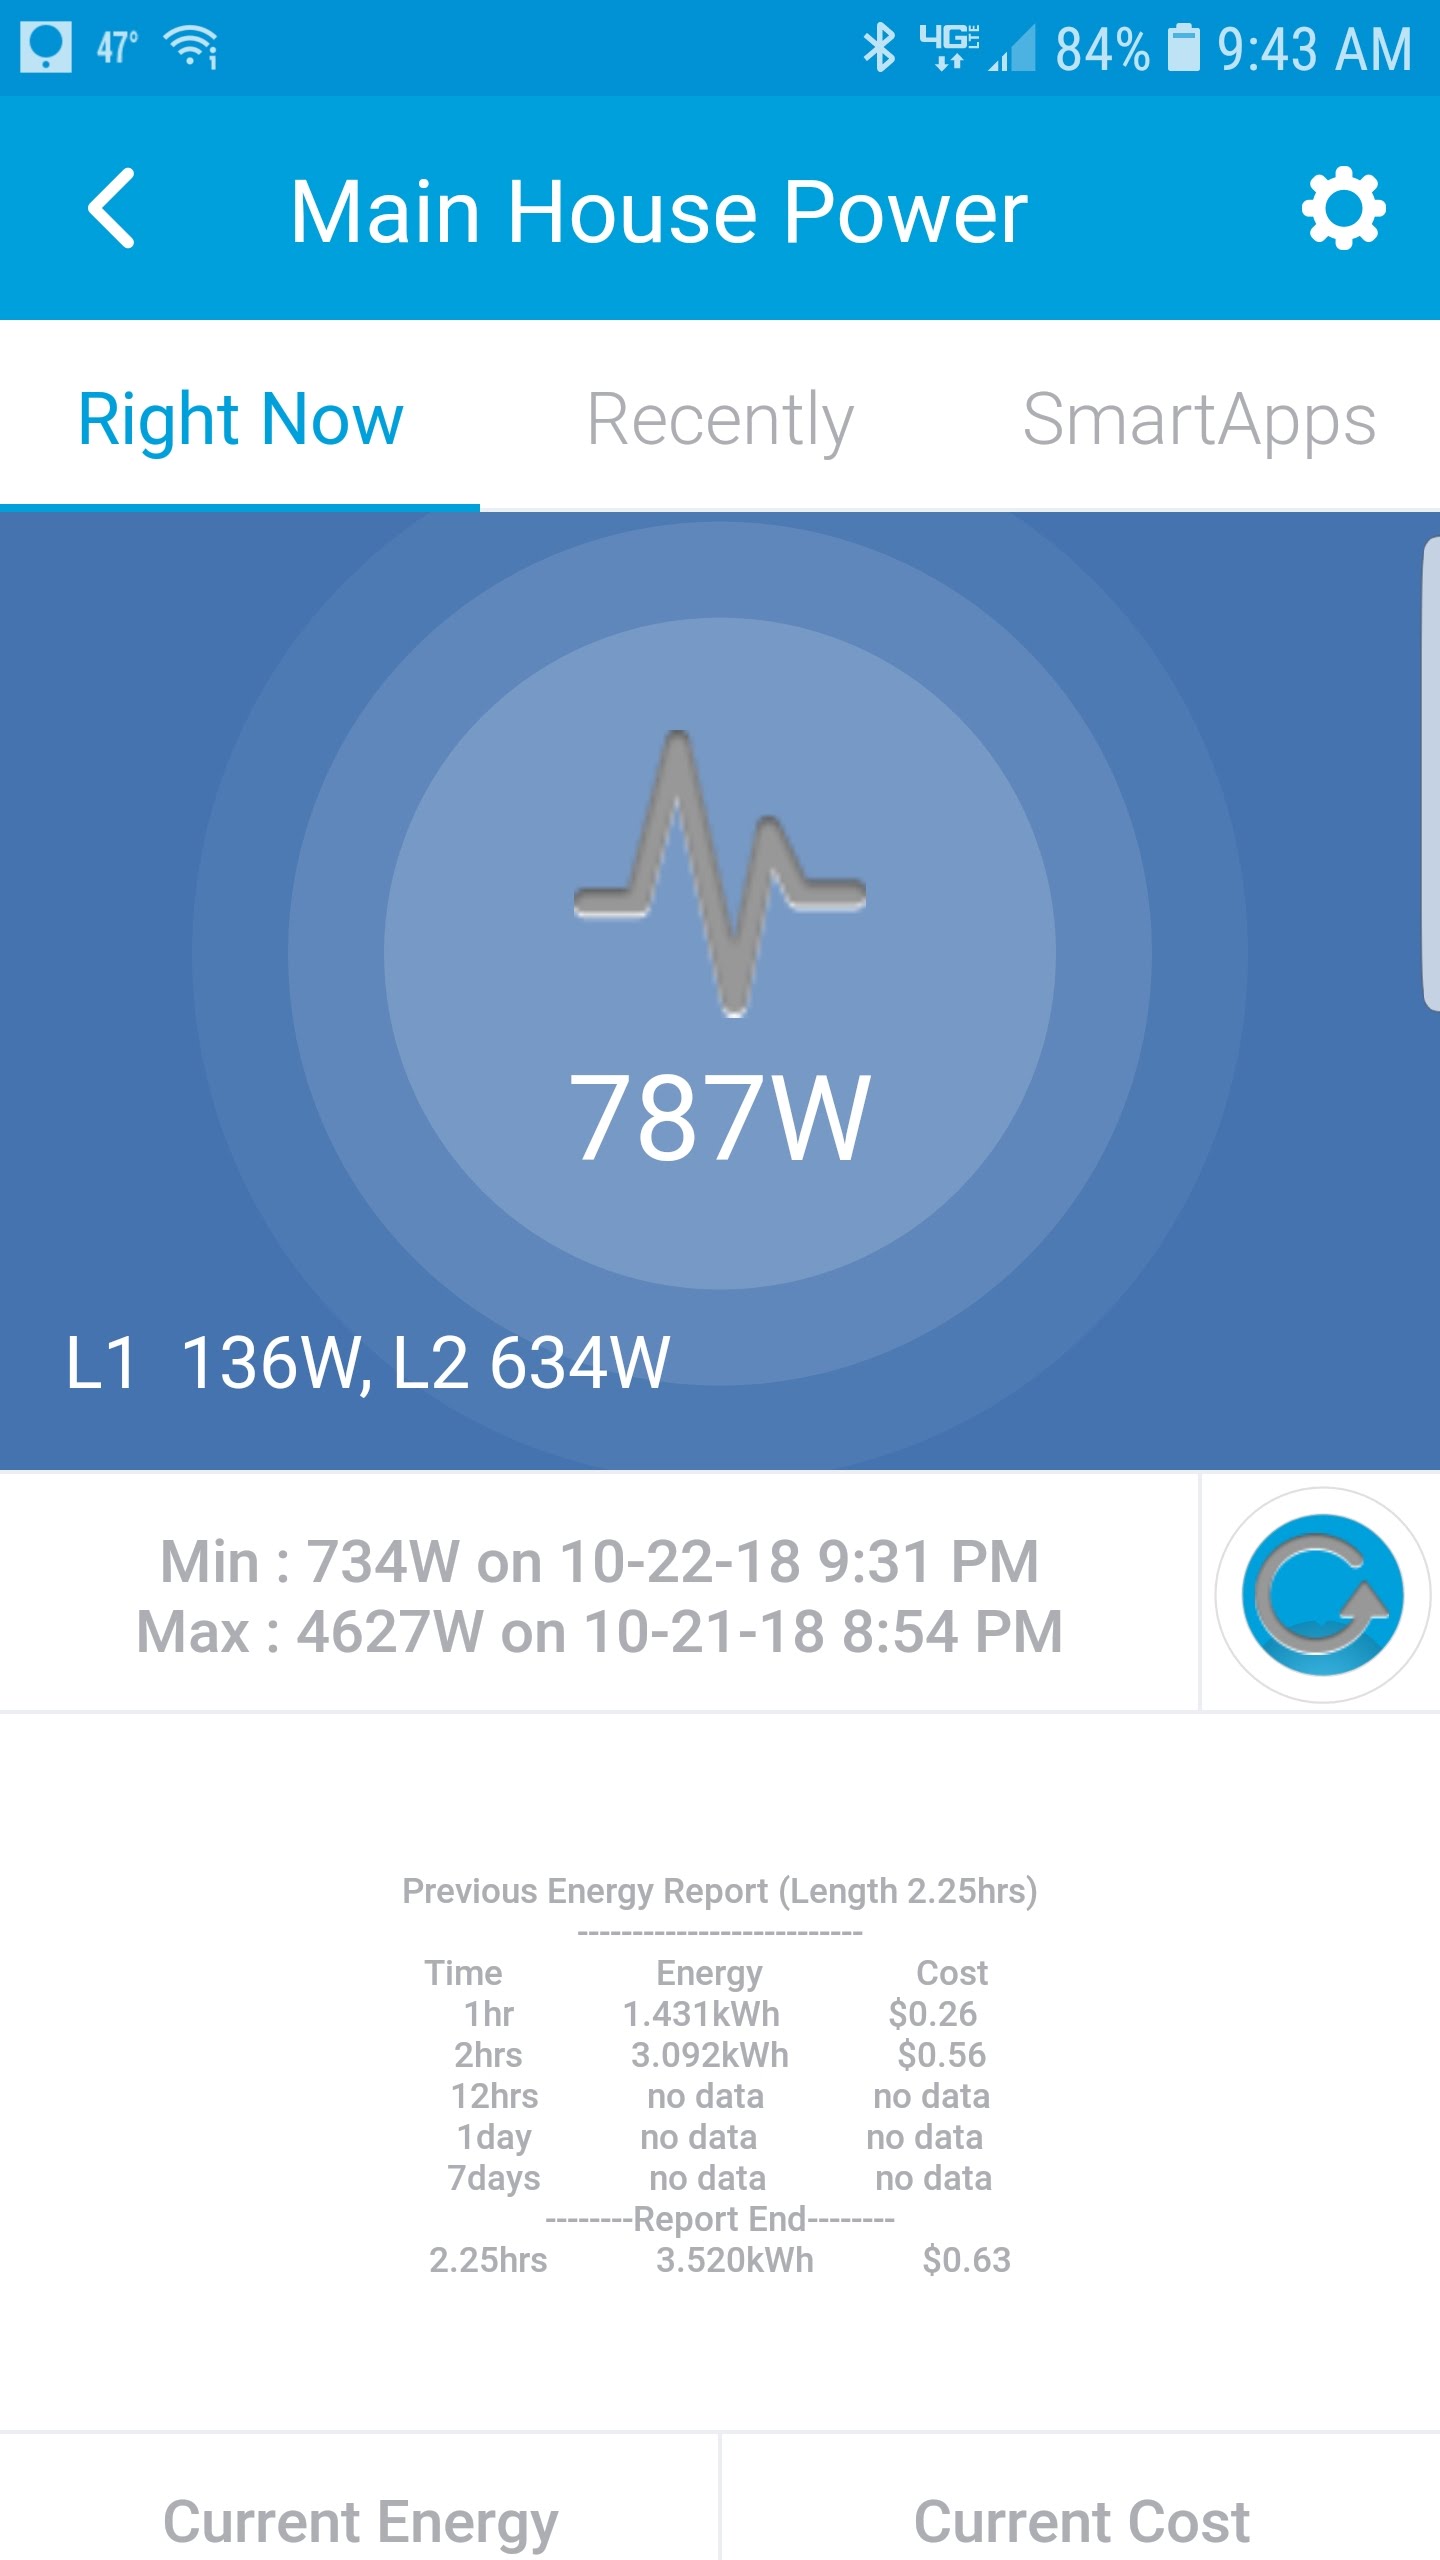 47° 4G LTE 84% 9:43 AM
Main House Power
Right Now Recently SmartApps
787W
L1 136W, L2 634W
Min : 734W on 10-22-18 9:31 PM
Max : 4627W on 10-21-18 8:54 PM
Previous Energy Report (Length 2.25hrs)
--------------------------
Time Energy Cost
1hr 1.431kWh $0.26
2hrs 3.092kWh $0.56
12hrs no data no data
1day no data no data
7days no data no data
--------Report End--------
2.25hrs 3.520kWh $0.63
Current Energy Current Cost